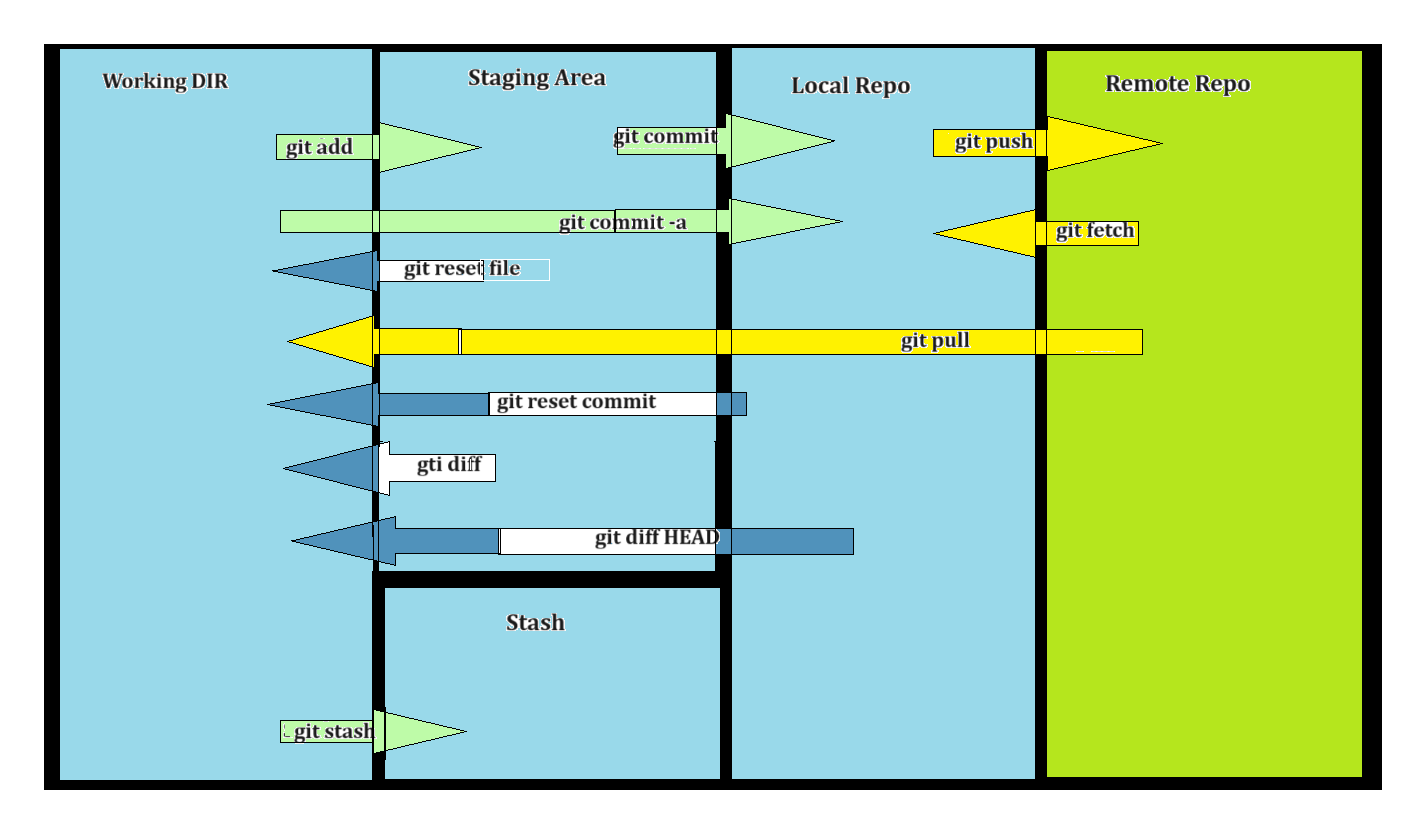 Working DIR
Staging Area
Local Repo
Remote Repo
git add
git commit
git push
git commit -a
git fetch
git reset file
git pull
git reset commit
gti diff
git diff HEAD
Stash
git stash